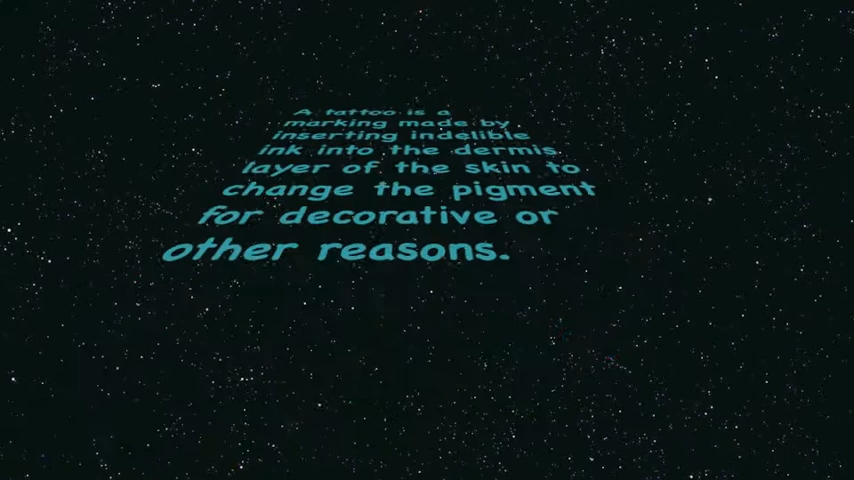 A tattoo is a
marking made by
inserting indelible
ink into the dermis
layer of the skin to
change the pigment
for decorative or
other reasons.